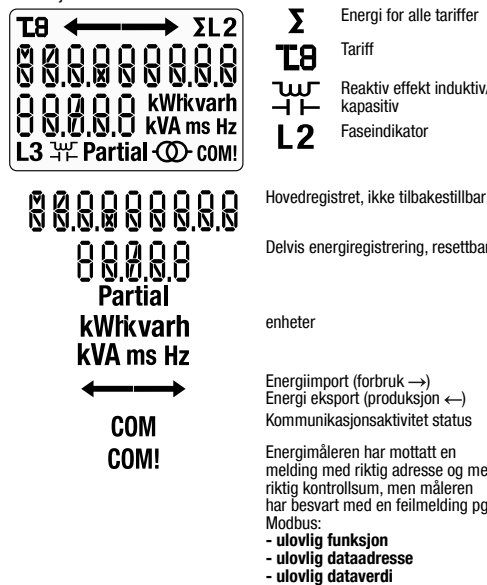 T8 ← → Σ L2
kWh kvarh
kVA ms Hz
L3 Partial COM!
Σ Energi for alle tariffer
T8 Tariff
Reaktiv effekt induktiv/
kapasitiv
L2 Faseindikator
Hovedregistret, ikke tilbakestillbar
Delvis energiregistrering, resettbar
Partial
kWh kvarh
kVA ms Hz
enheter
Energiimport (forbruk →)
Energi eksport (produksjon ←)
COM
Kommunikasjonsaktivitet status
COM!
Energimåleren har mottatt en
melding med riktig adresse og me
riktig kontrollsum, men måleren
har besvart med en feilmelding pg
Modbus:
- ulovlig funksjon
- ulovlig dataadresse
- ulovlig dataverdi